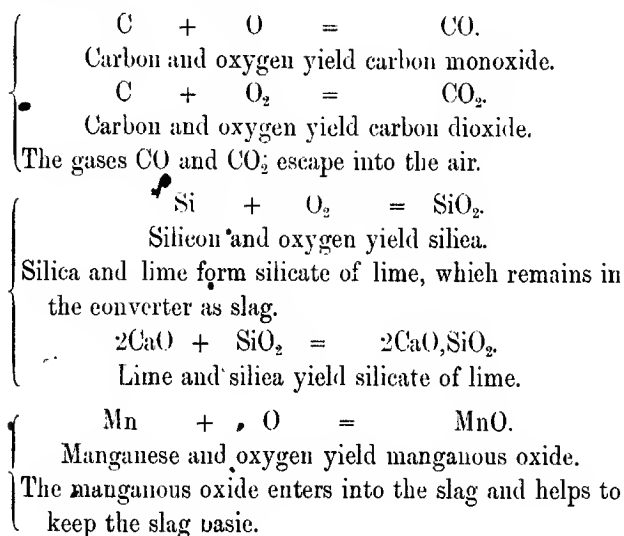 C + O = CO.
Carbon and oxygen yield carbon monoxide.
C + O₂ = CO₂.
Carbon and oxygen yield carbon dioxide.
The gases CO and CO₂ escape into the air.
Si + O₂ = SiO₂.
Silicon and oxygen yield silica.
Silica and lime form silicate of lime, which remains in
the converter as slag.
2CaO + SiO₂ = 2CaO,SiO₂.
Lime and silica yield silicate of lime.
Mn + O = MnO.
Manganese and oxygen yield manganous oxide.
The manganous oxide enters into the slag and helps to
keep the slag basic.